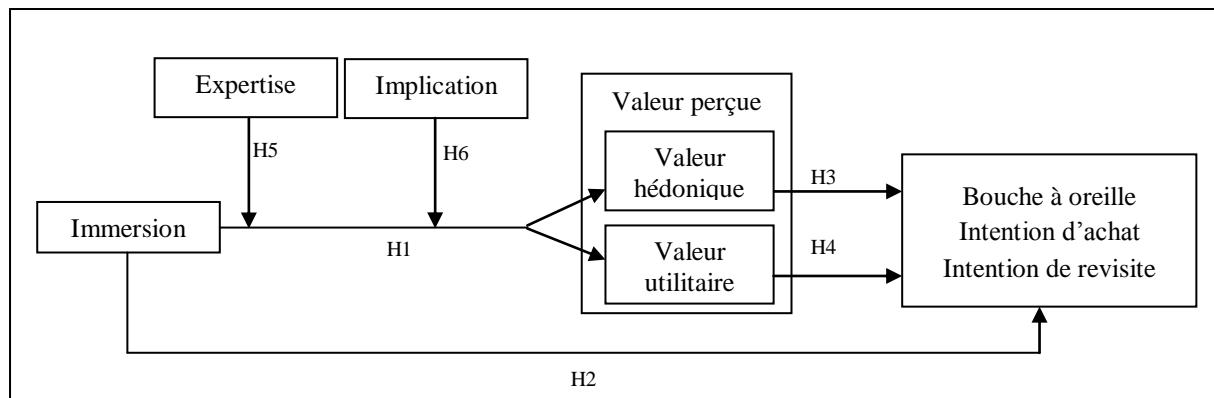 Expertise
Implication
Valeur perçue
H5
H6
Valeur
hédonique
H3
Immersion
H1
Valeur
utilitaire
H4
Bouche à oreille
Intention d'achat
Intention de revisite
H2